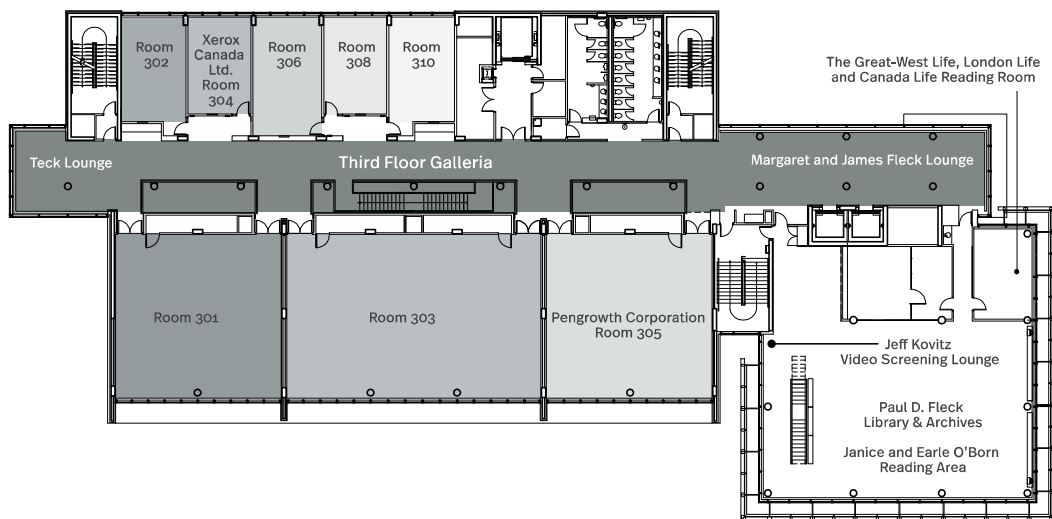 Room
302
Xerox
Canada
Ltd.
Room
304
Room
306
Room
308
Room
310
The Great-West Life, London Life
and Canada Life Reading Room
Teck Lounge
Third Floor Galleria
Margaret and James Fleck Lounge
Room 301
Room 303
Pengrowth Corporation
Room 305
Jeff Kovitz
Video Screening Lounge
Paul D. Fleck
Library & Archives
Janice and Earle O'Born
Reading Area